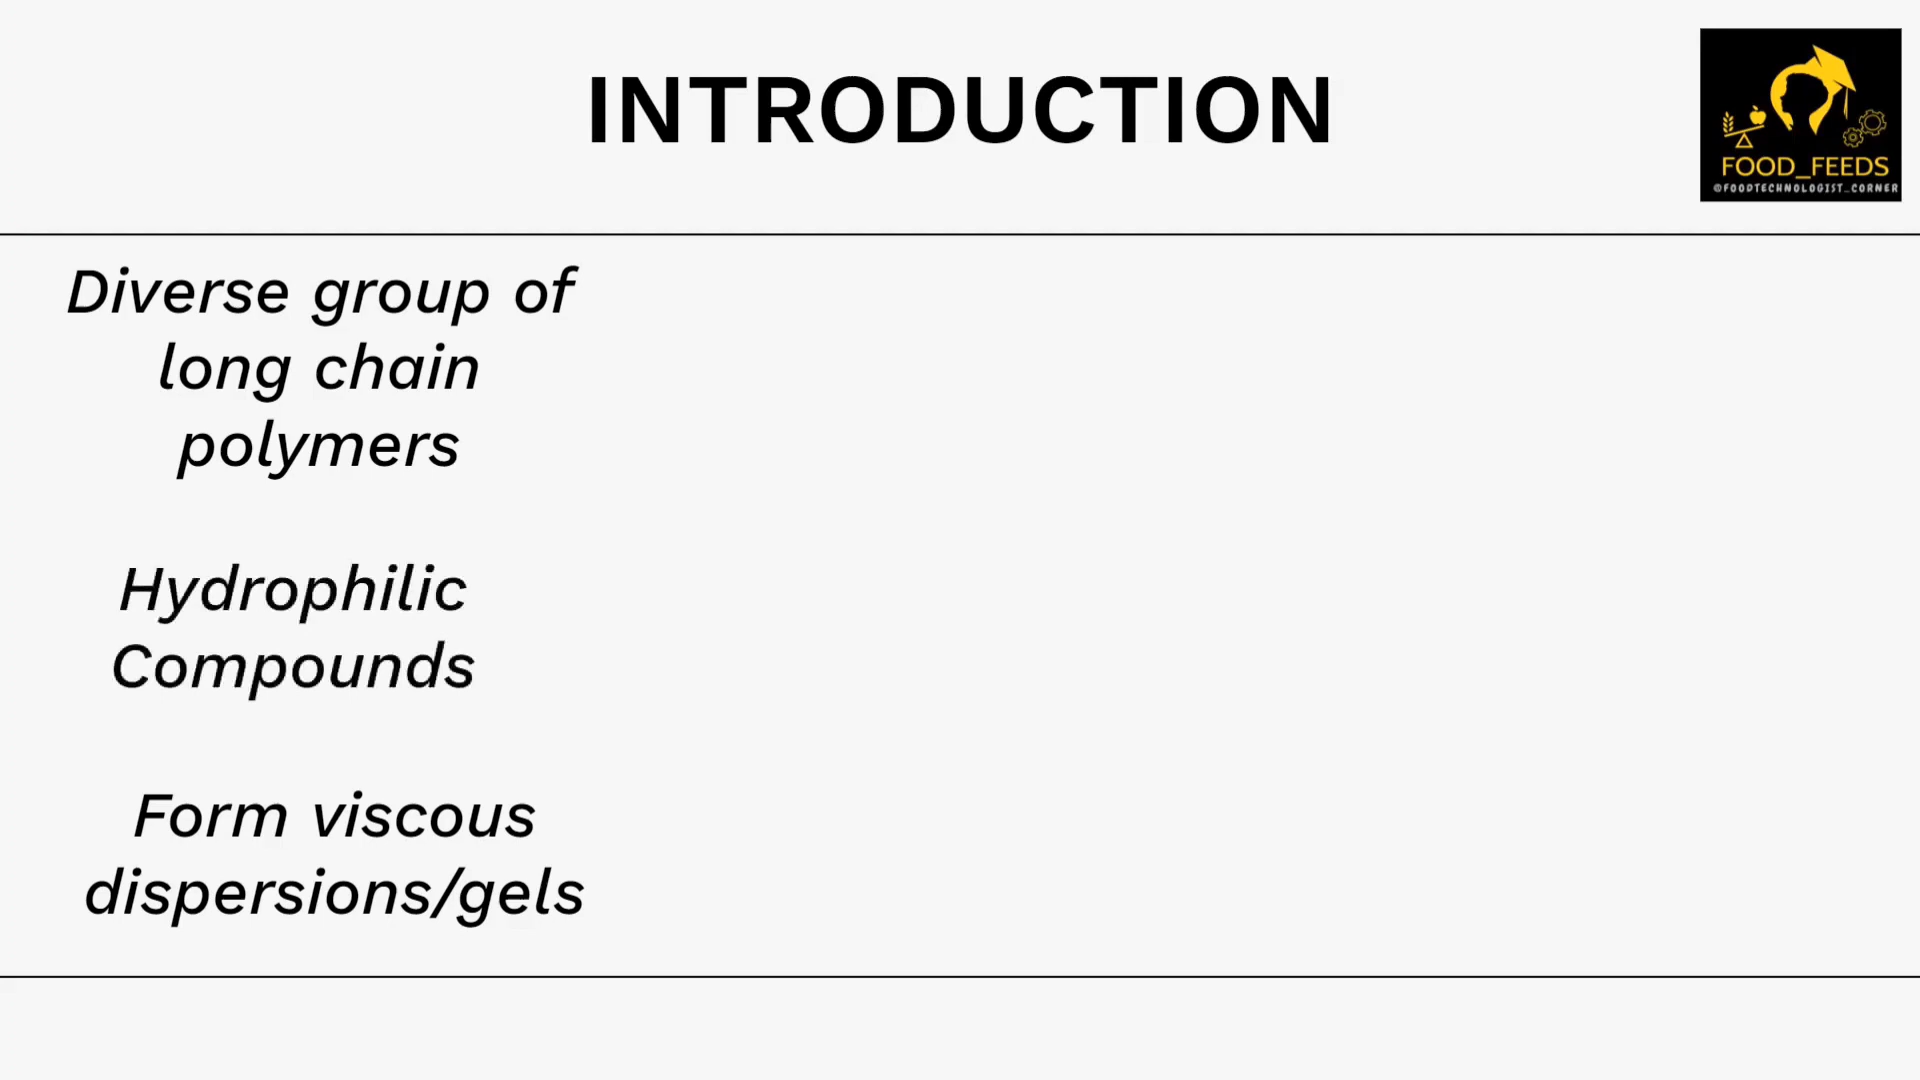 INTRODUCTION
FOOD_FEEDS
@FOODTECHNOLOGIST_CORNER
Diverse group of
long chain
polymers
Hydrophilic
Compounds
Form viscous
dispersions/gels